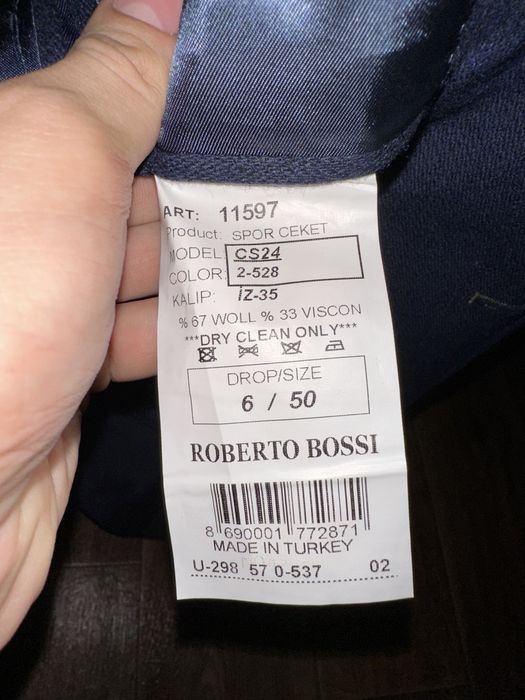 ART: 11597
Product: SPOR CEKET
MODEL CS24
COLOR 2-528
KALIP: İZ-35
% 67 WOLL % 33 VISCON
***DRY CLEAN ONLY***
DROP/SIZE
6 / 50
ROBERTO BOSSI
8 690001 772871
MADE IN TURKEY
U-298 57 0-537 02